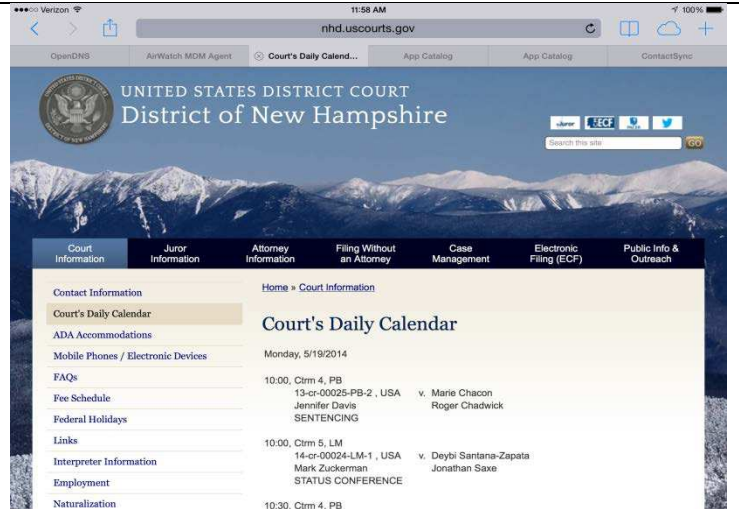 Verizon 11:58 AM 100%
nhd.uscourts.gov
OpenDNS AirWatch MDM Agent Court's Daily Calend... App Catalog App Catalog ContactSync
UNITED STATES DISTRICT COURT
District of New Hampshire
Juror ECF
Search this site GO
Court Information Juror Information Attorney Information Filing Without an Attorney Case Management Electronic Filing (ECF) Public Info & Outreach
Contact Information
Court's Daily Calendar
ADA Accommodations
Mobile Phones / Electronic Devices
FAQs
Fee Schedule
Federal Holidays
Links
Interpreter Information
Employment
Naturalization
Home » Court Information
Court's Daily Calendar
Monday, 5/19/2014
10:00, Ctrm 4, PB
13-cr-00025-PB-2 , USA v. Marie Chacon
Jennifer Davis Roger Chadwick
SENTENCING
10:00, Ctrm 5, LM
14-cr-00024-LM-1 , USA v. Deybi Santana-Zapata
Mark Zuckerman Jonathan Saxe
STATUS CONFERENCE
10:30, Ctrm 4, PB